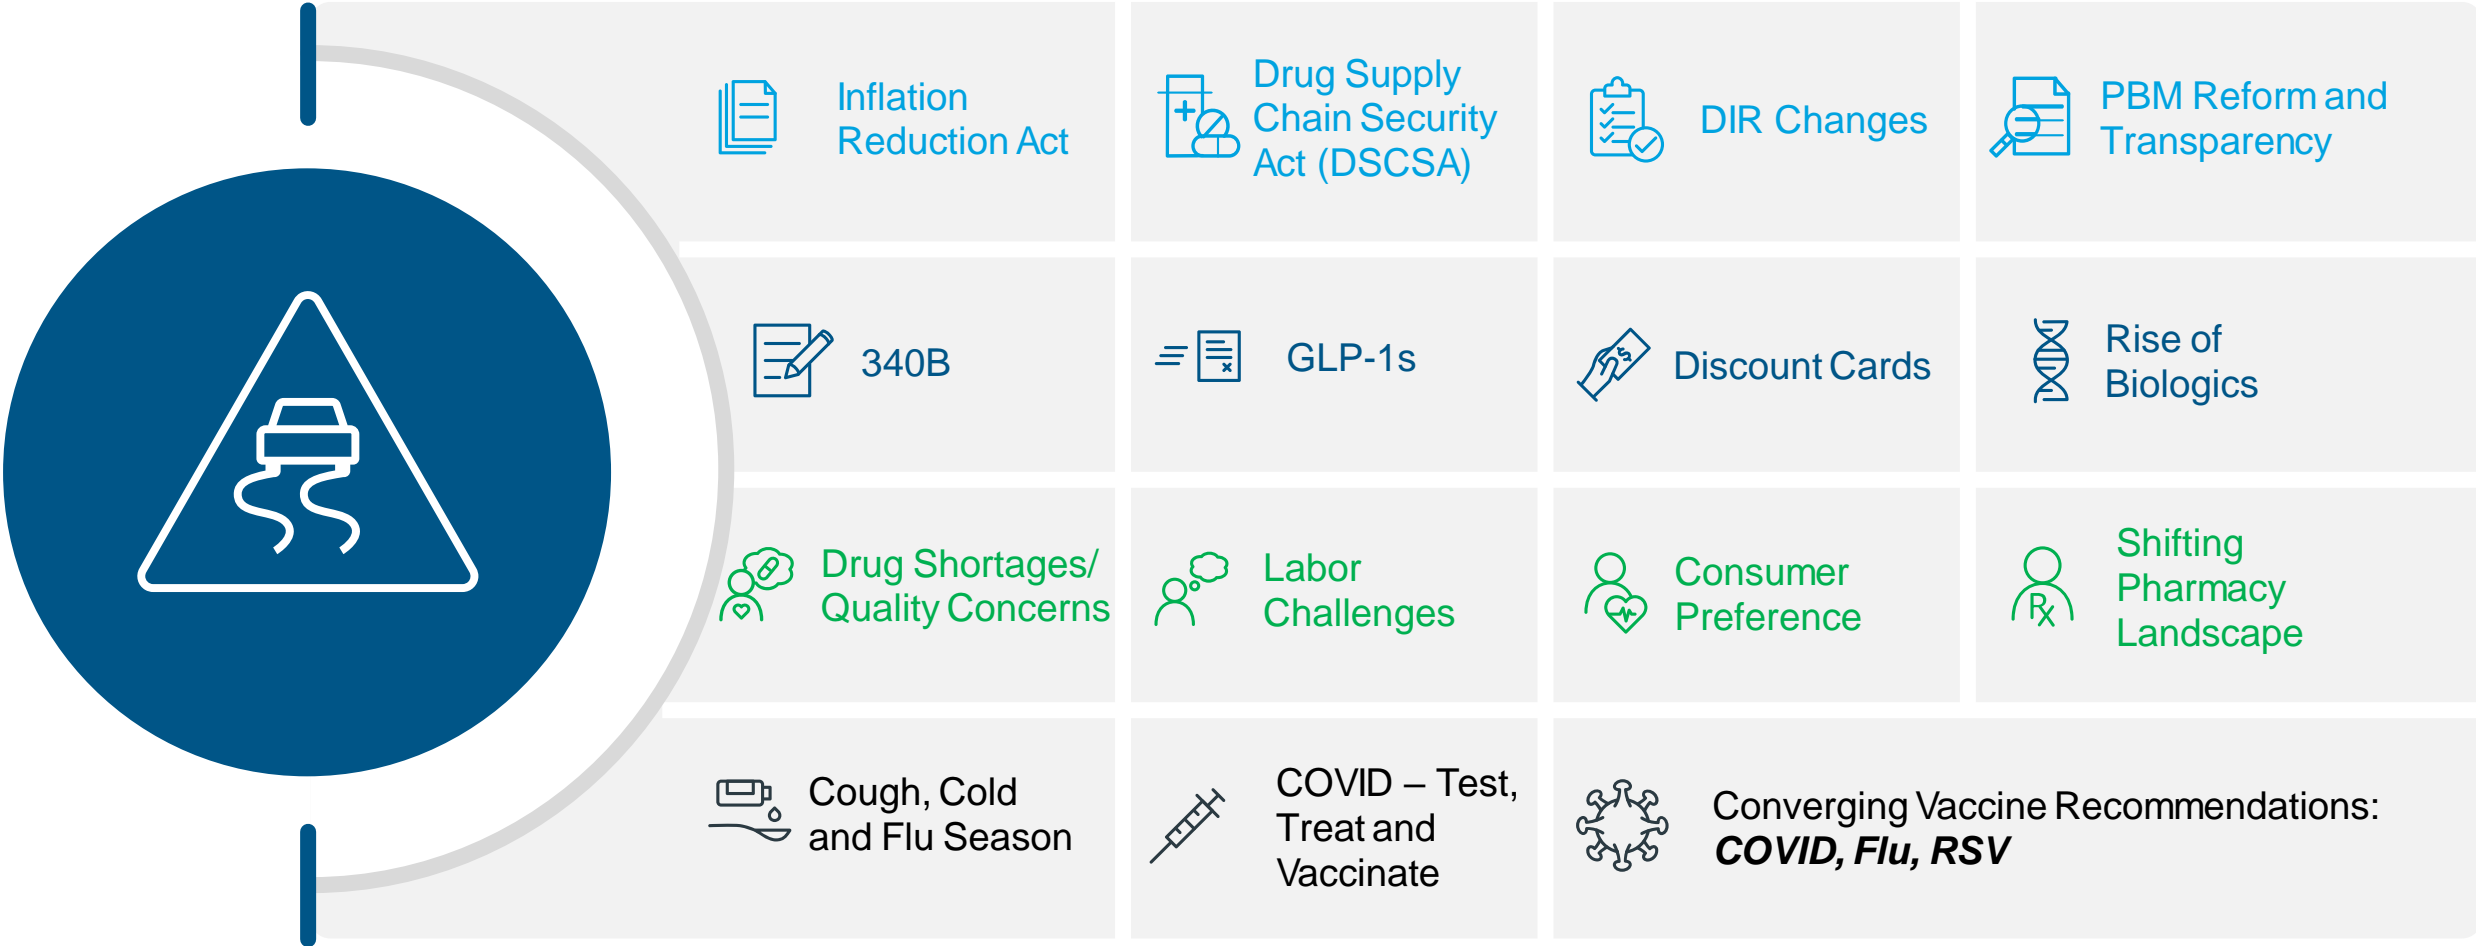 Inflation
Reduction Act
Drug Supply
Chain Security
Act (DSCSA)
DIR Changes
PBM Reform and
Transparency
340B
GLP-1s
Discount Cards
Rise of
Biologics
Drug Shortages/
Quality Concerns
Labor
Challenges
Consumer
Preference
Rx
Shifting
Pharmacy
Landscape
Cough, Cold
and Flu Season
COVID – Test,
Treat and
Vaccinate
Converging Vaccine Recommendations:
COVID, Flu, RSV